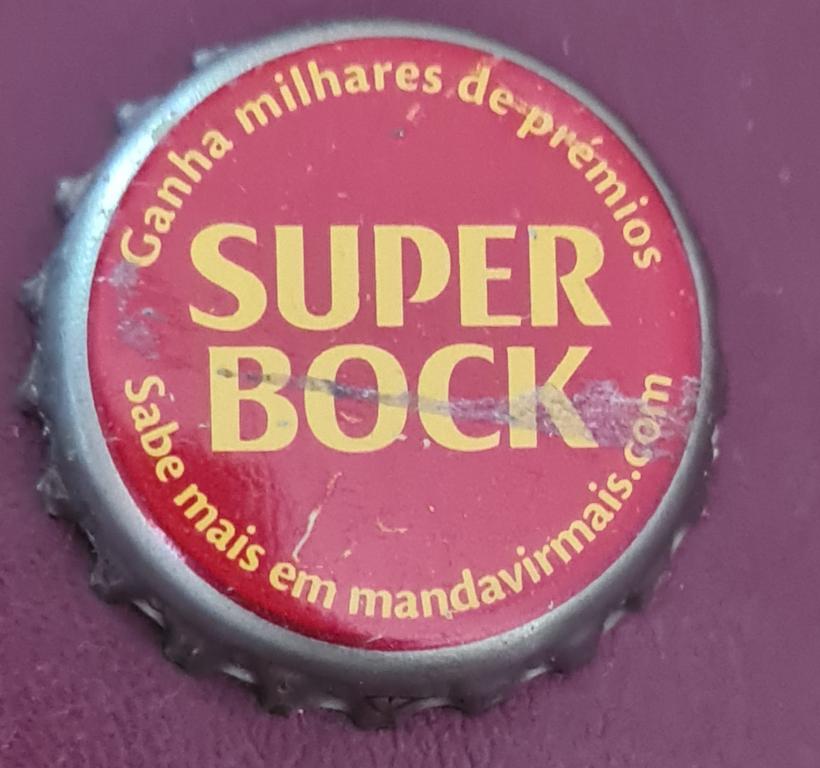 Ganha milhares de prémios
SUPER
BOCK
Sabe mais em mandavirmais.com